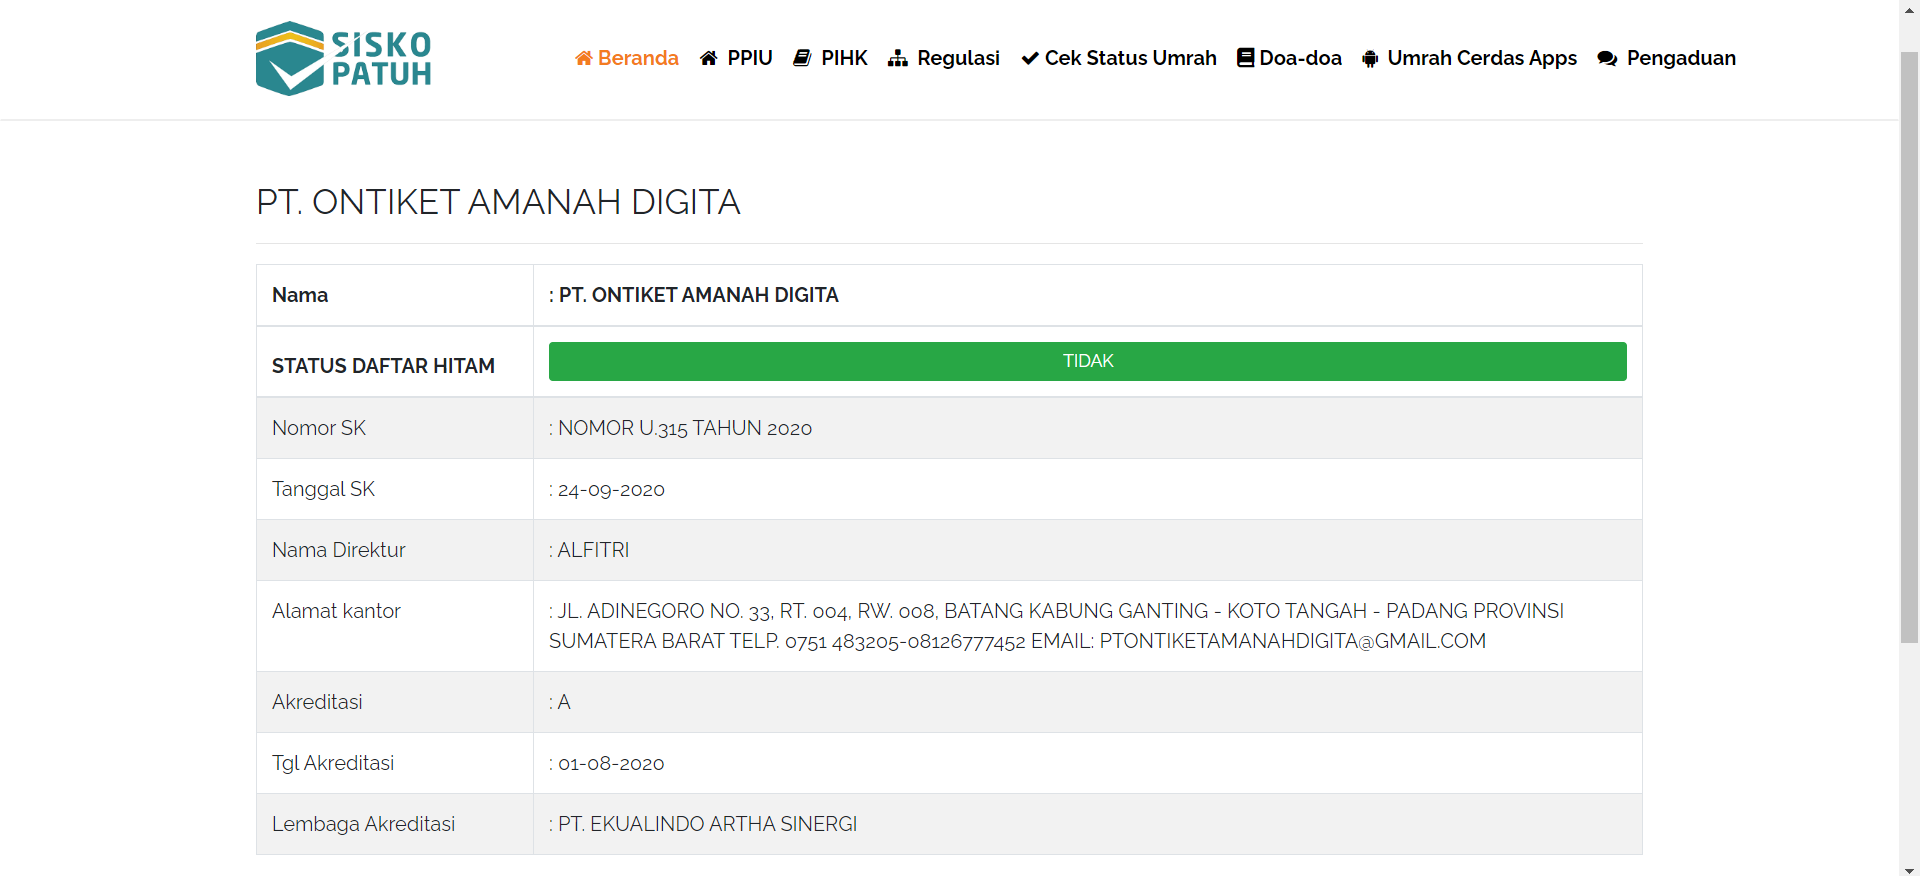 SISKO
PATUH
Beranda PPIU PIHK Regulasi Cek Status Umrah Doa-doa Umrah Cerdas Apps Pengaduan
PT. ONTIKET AMANAH DIGITA
Nama : PT. ONTIKET AMANAH DIGITA
STATUS DAFTAR HITAM TIDAK
Nomor SK : NOMOR U.315 TAHUN 2020
Tanggal SK : 24-09-2020
Nama Direktur : ALFITRI
Alamat kantor : JL. ADINEGORO NO. 33, RT. 004, RW. 008, BATANG KABUNG GANTING - KOTO TANGAH - PADANG PROVINSI
SUMATERA BARAT TELP. 0751 483205-08126777452 EMAIL: PTONTIKETAMANAHDIGITA@GMAIL.COM
Akreditasi : A
Tgl Akreditasi : 01-08-2020
Lembaga Akreditasi : PT. EKUALINDO ARTHA SINERGI